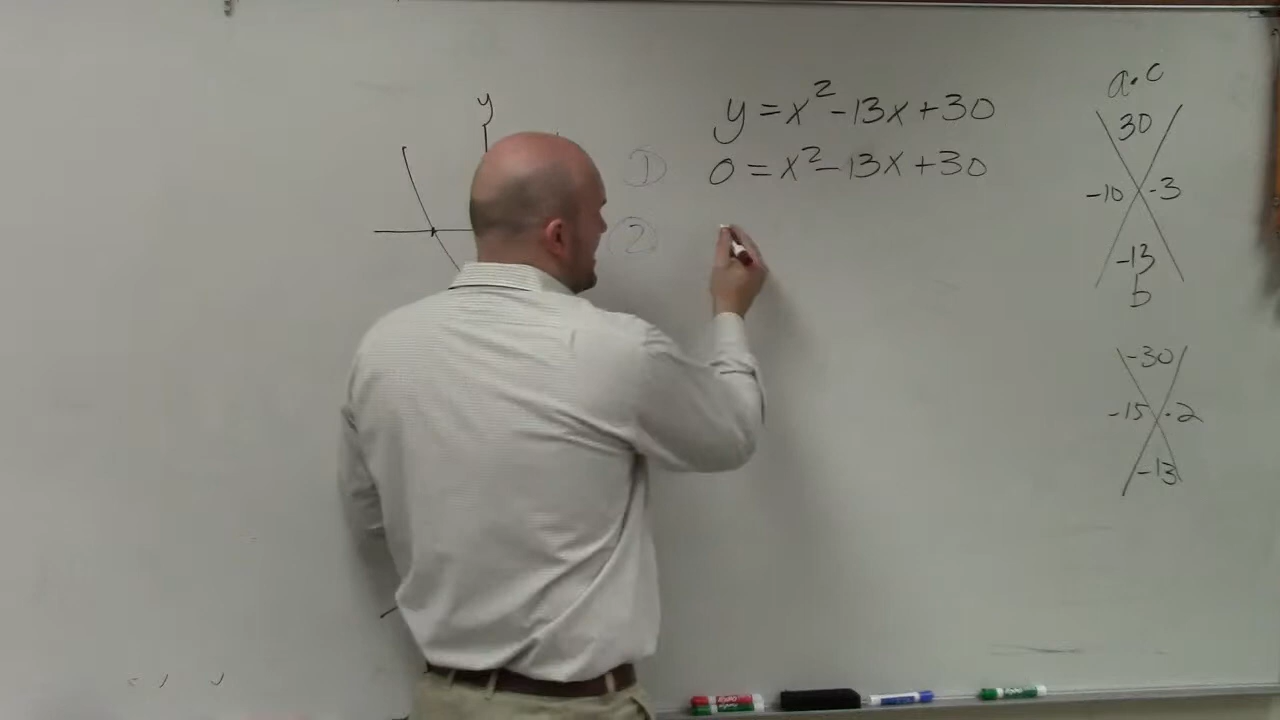 y
y = x² - 13x + 30
① 0 = x² - 13x + 30
②
a·c
30
-10 -3
-13
b
-30
-15 ·2
-13